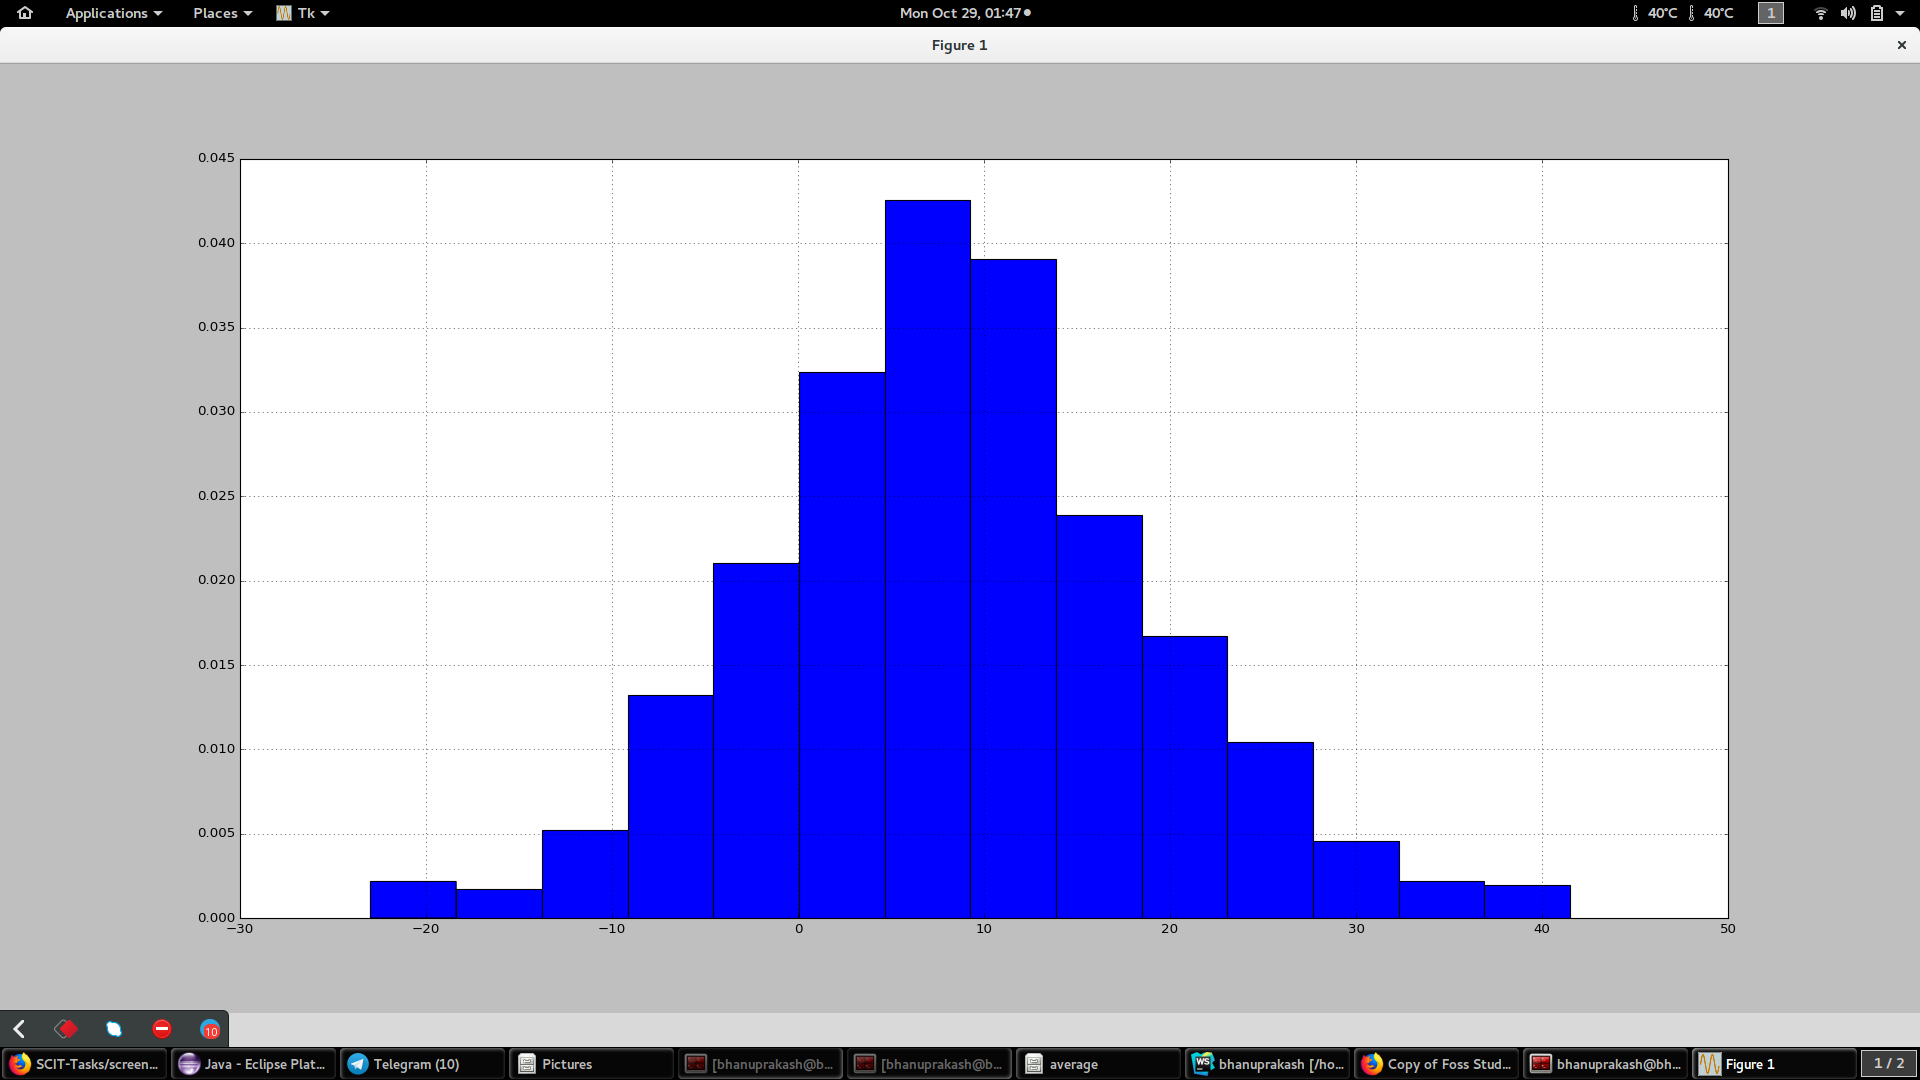 Applications Places Tk Mon Oct 29, 01:47 40°C 40°C 1
Figure 1
0.045
0.040
0.035
0.030
0.025
0.020
0.015
0.010
0.005
0.000
−30 −20 −10 0 10 20 30 40 50
10
SCIT-Tasks/screen... Java - Eclipse Plat... Telegram (10) Pictures [bhanuprakash@b... [bhanuprakash@b... average WS bhanuprakash [/ho... Copy of Foss Stud... bhanuprakash@bh... Figure 1 1 / 2